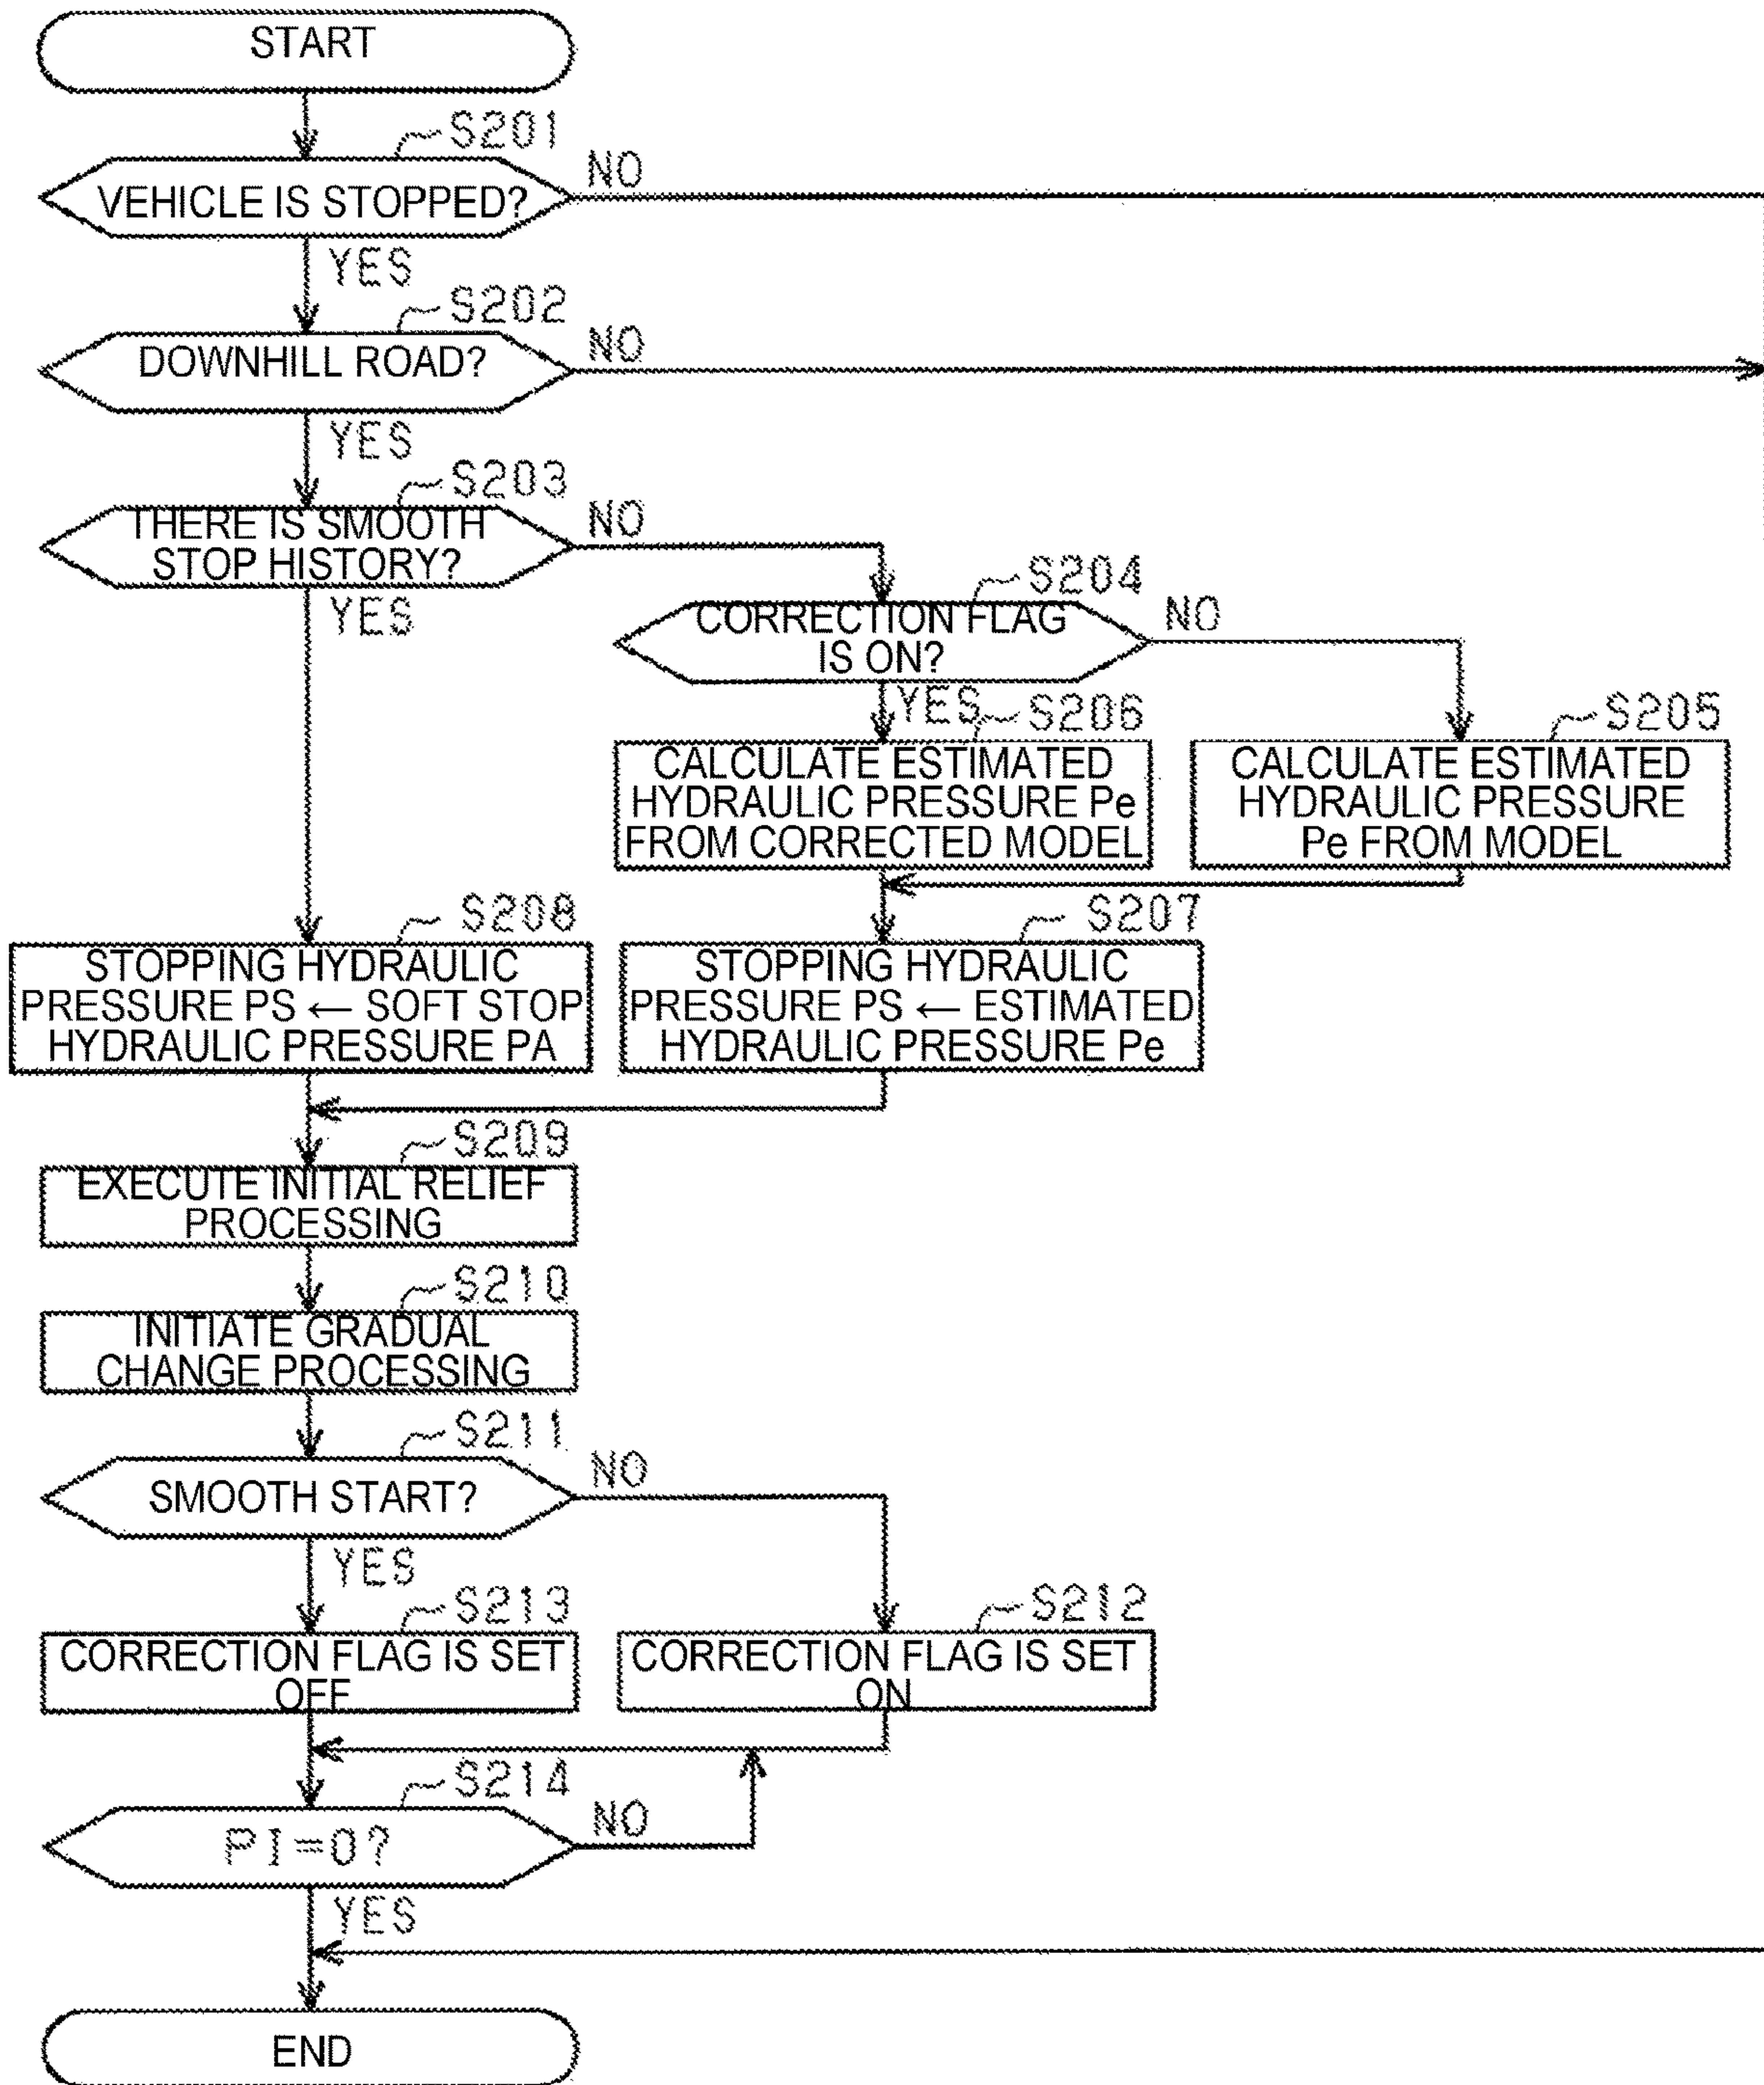 START
S201
VEHICLE IS STOPPED?
NO
YES
S202
DOWNHILL ROAD?
NO
YES
S203
THERE IS SMOOTH
STOP HISTORY?
NO
YES
S204
CORRECTION FLAG
IS ON?
NO
YES
S206
CALCULATE ESTIMATED
HYDRAULIC PRESSURE Pe
FROM CORRECTED MODEL
S205
CALCULATE ESTIMATED
HYDRAULIC PRESSURE
Pe FROM MODEL
S208
STOPPING HYDRAULIC
PRESSURE PS ← SOFT STOP
HYDRAULIC PRESSURE PA
S207
STOPPING HYDRAULIC
PRESSURE PS ← ESTIMATED
HYDRAULIC PRESSURE Pe
S209
EXECUTE INITIAL RELIEF
PROCESSING
S210
INITIATE GRADUAL
CHANGE PROCESSING
S211
SMOOTH START?
NO
YES
S213
CORRECTION FLAG IS SET
OFF
S212
CORRECTION FLAG IS SET
ON
S214
PI=0?
NO
YES
END